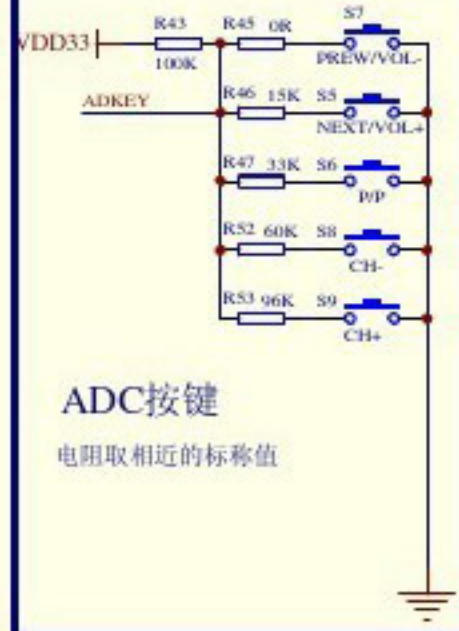 S7
R43 R45 0R
VDD33
100K PREW/VOL-
R46 15K S5
ADKEY
NEXT/VOL+
R47 33K S6
P/P
R52 60K S8
CH-
R53 96K S9
CH+
ADC按键
电阻取相近的标称值